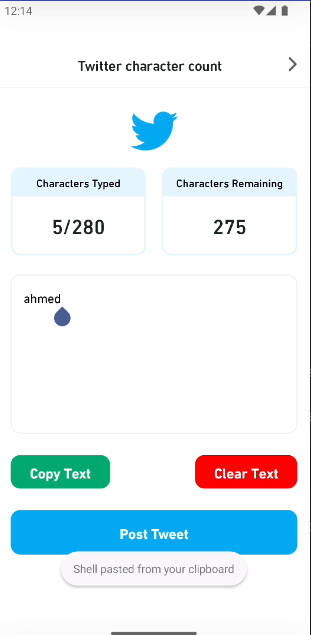 12:14
Twitter character count
Characters Typed
Characters Remaining
5/280
275
ahmed
Copy Text
Clear Text
Post Tweet
Shell pasted from your clipboard